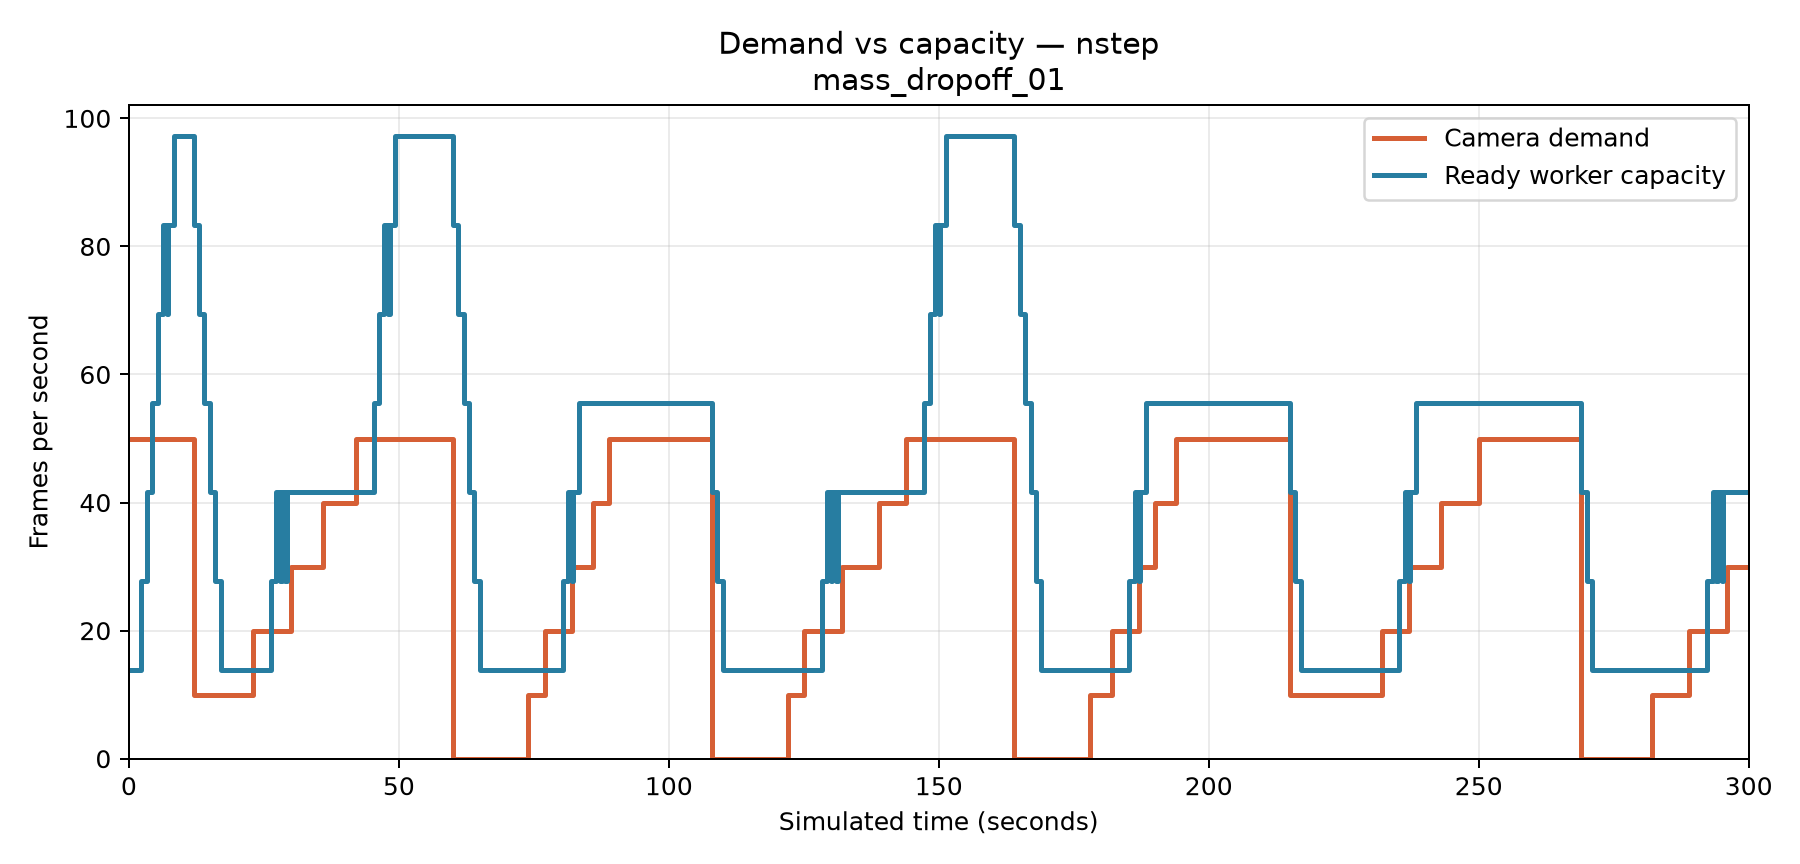 Demand vs capacity — nstep
mass_dropoff_01
Camera demand
Ready worker capacity
Frames per second
100
80
60
40
20
0
0 50 100 150 200 250 300
Simulated time (seconds)